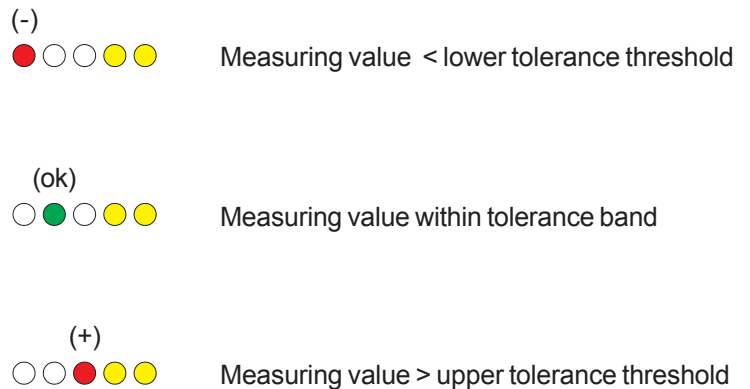 (-)
Measuring value < lower tolerance threshold
(ok)
Measuring value within tolerance band
(+)
Measuring value > upper tolerance threshold